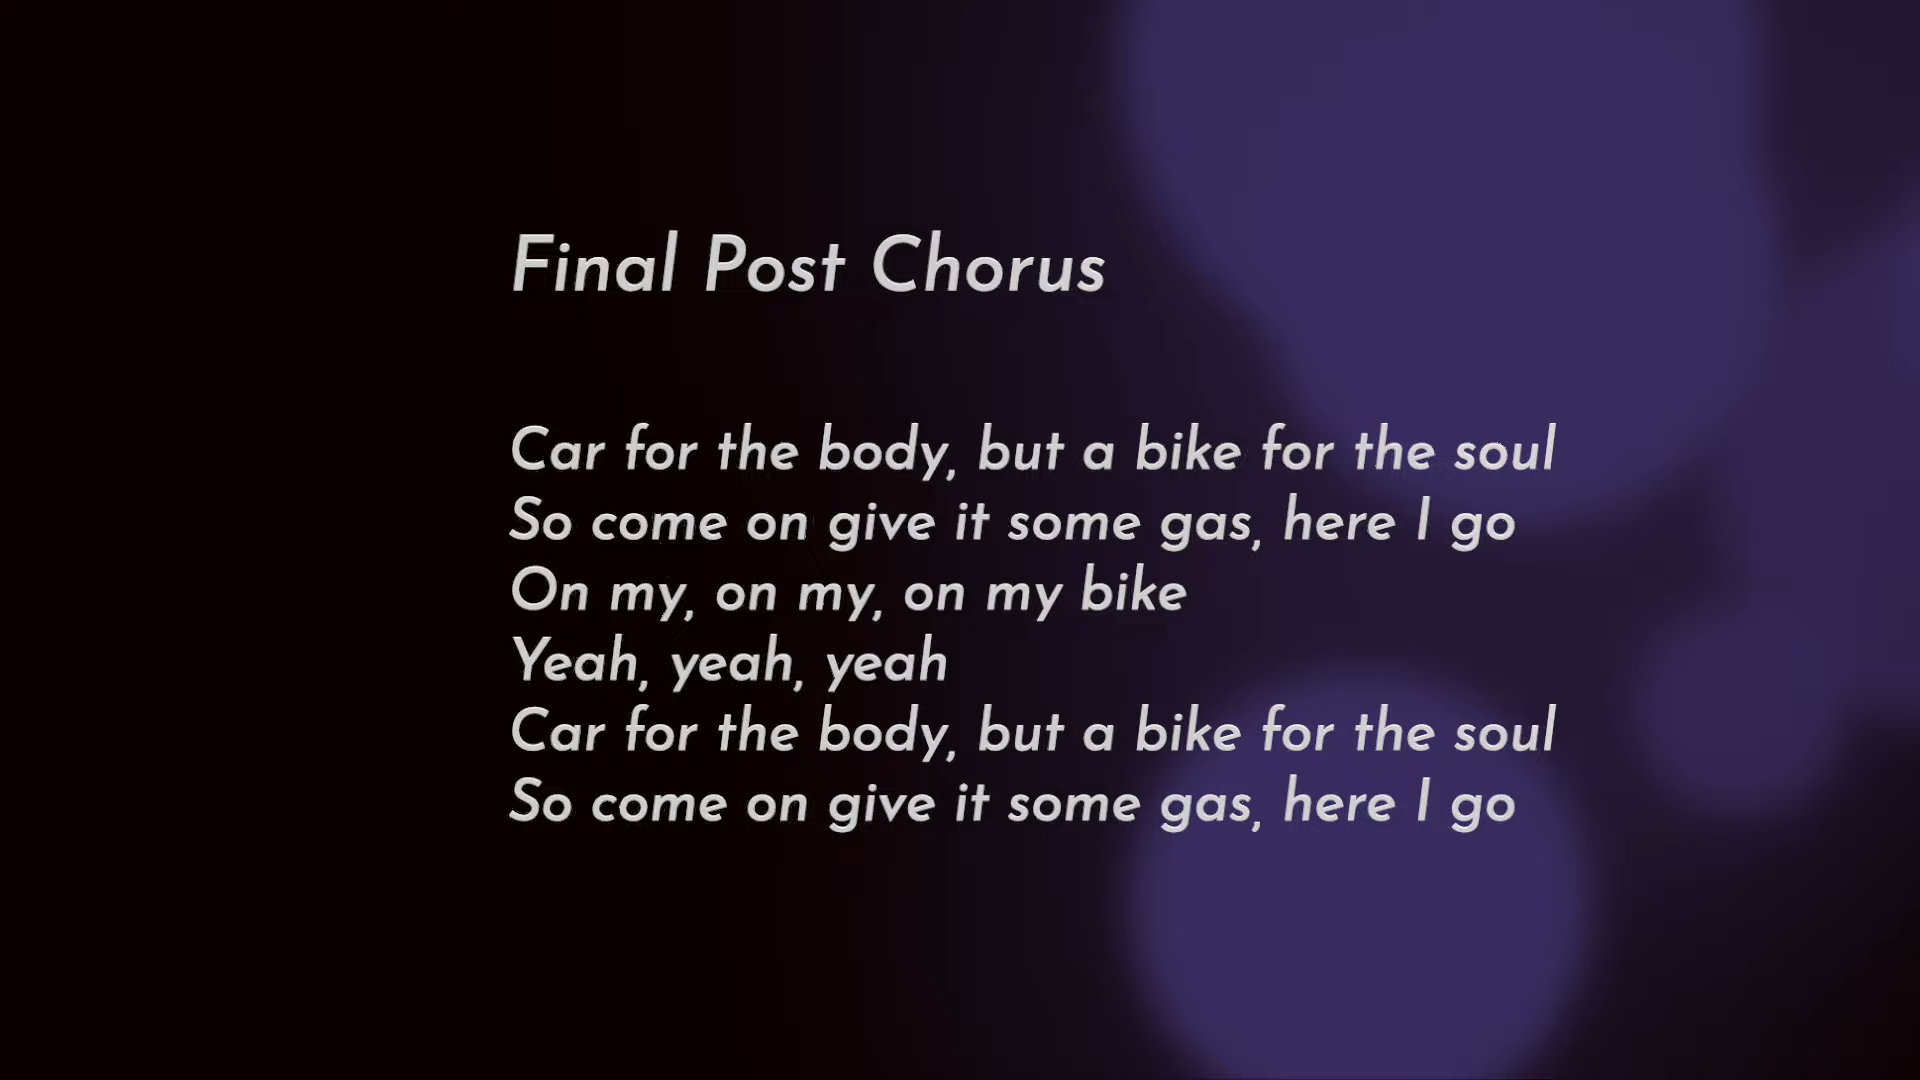 Final Post Chorus
Car for the body, but a bike for the soul
So come on give it some gas, here I go
On my, on my, on my bike
Yeah, yeah, yeah
Car for the body, but a bike for the soul
So come on give it some gas, here I go